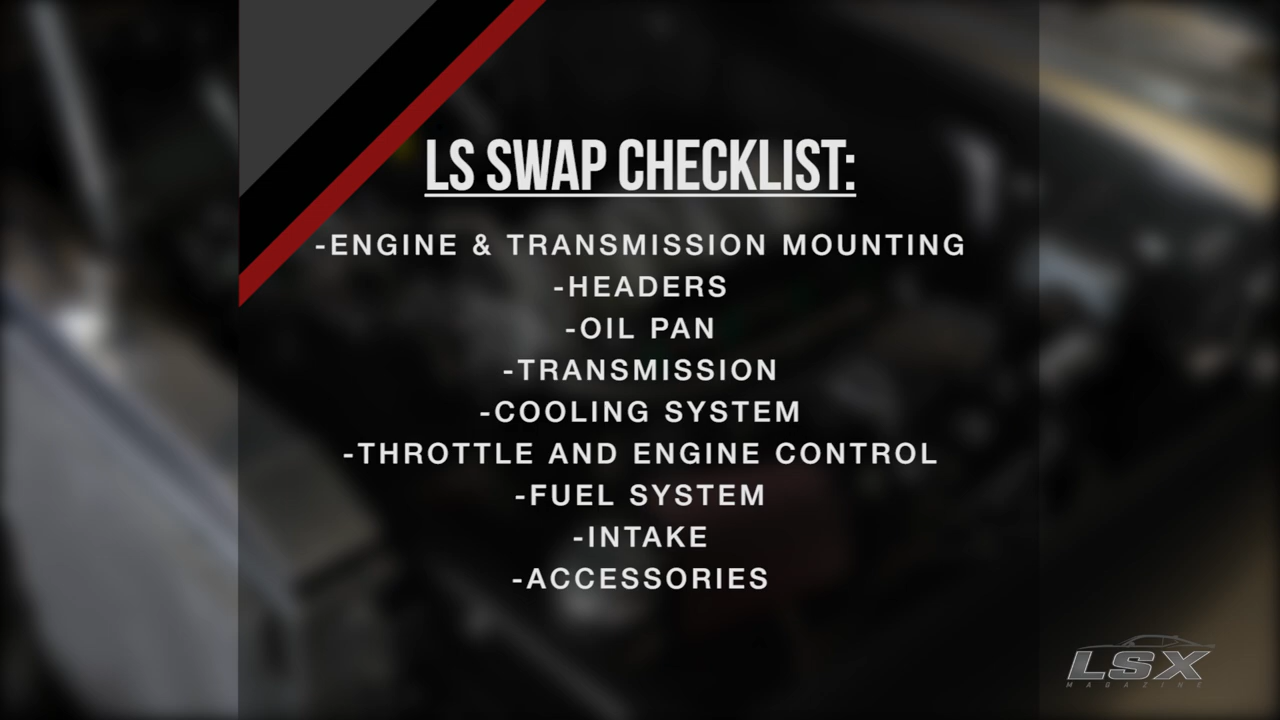 LS SWAP CHECKLIST:
-ENGINE & TRANSMISSION MOUNTING
-HEADERS
-OIL PAN
-TRANSMISSION
-COOLING SYSTEM
-THROTTLE AND ENGINE CONTROL
-FUEL SYSTEM
-INTAKE
-ACCESSORIES
LSX
MAGAZINE